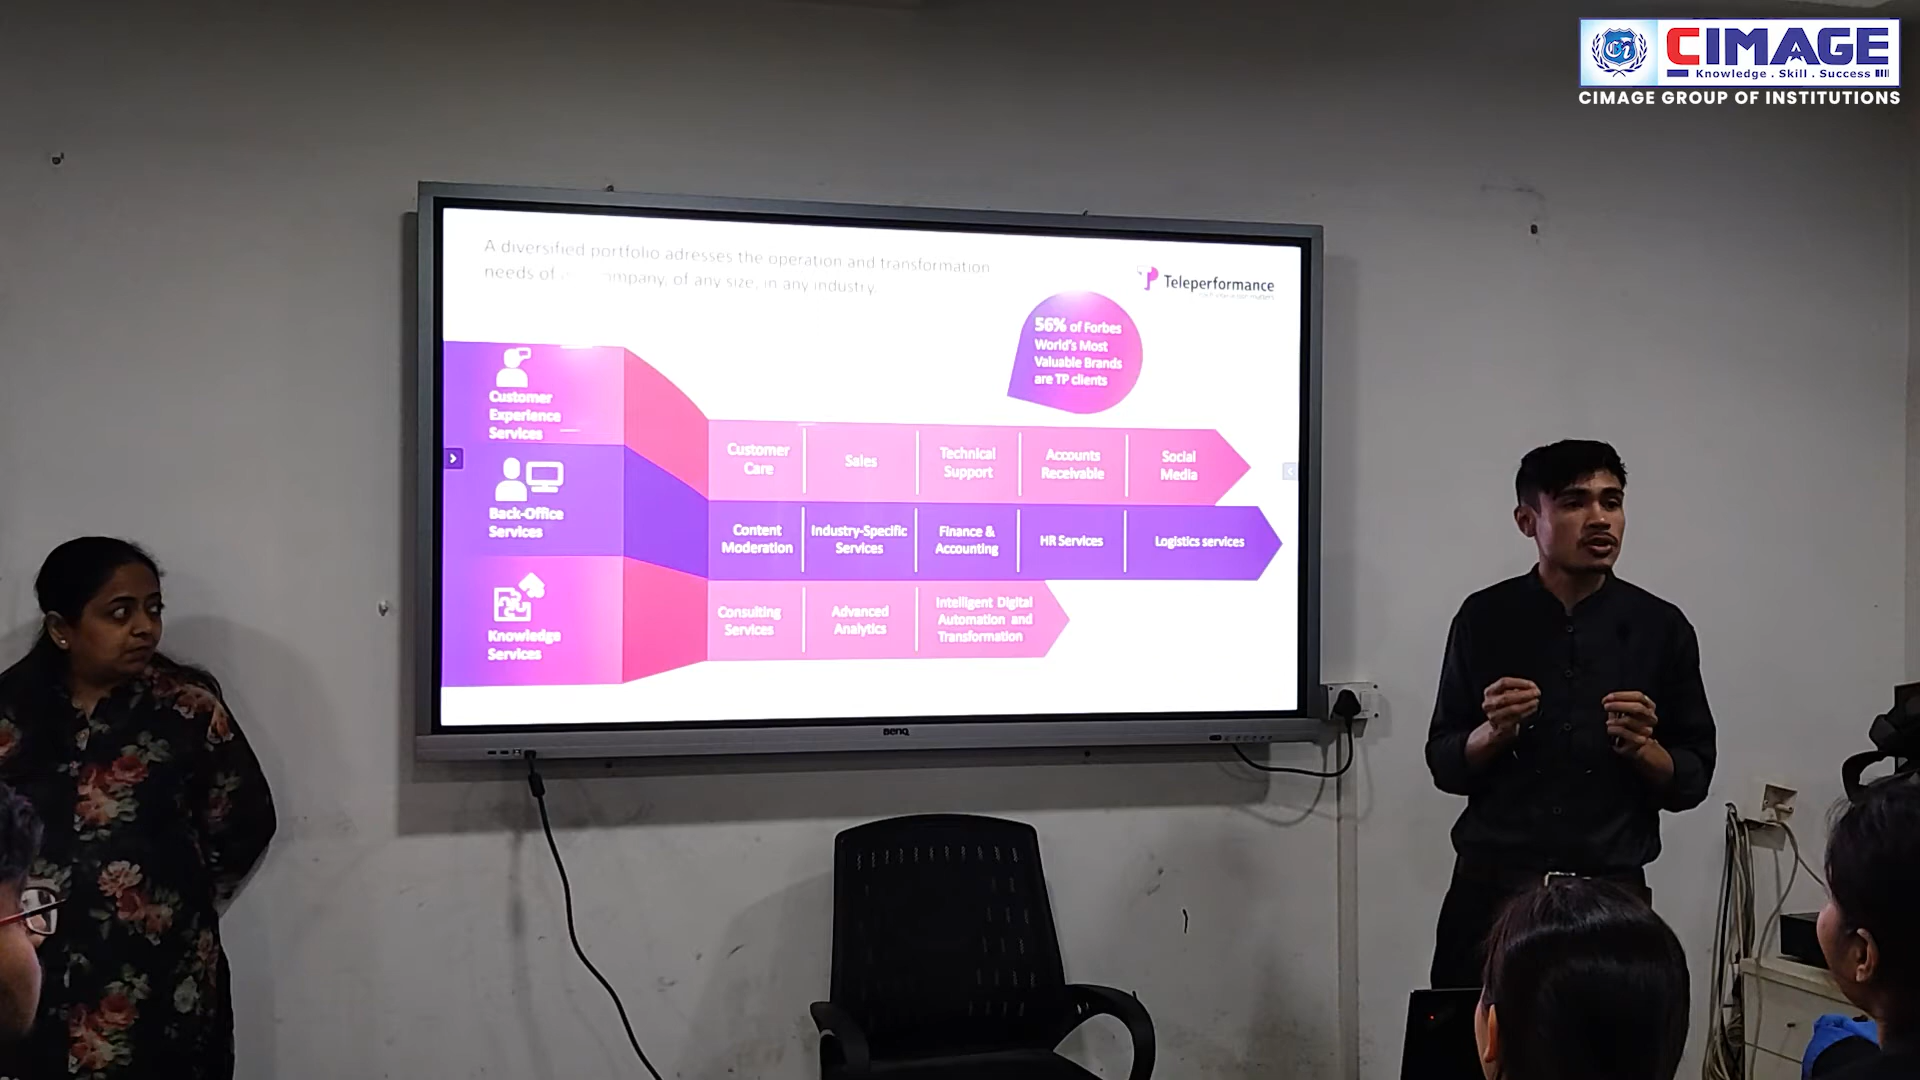 CIMAGE
Knowledge . Skill . Success
CIMAGE GROUP OF INSTITUTIONS
A diversified portfolio adresses the operation and transformation
needs of company, of any size, in any industry.
Teleperformance
56% of Forbes
World's Most
Valuable Brands
are TP clients
Customer
Experience
Services
Customer
Care
Sales
Technical
Support
Accounts
Receivable
Social
Media
Back-Office
Services
Content
Moderation
Industry-Specific
Services
Finance &
Accounting
HR Services
Logistics services
Knowledge
Services
Consulting
Services
Advanced
Analytics
Intelligent Digital
Automation and
Transformation
BenQ